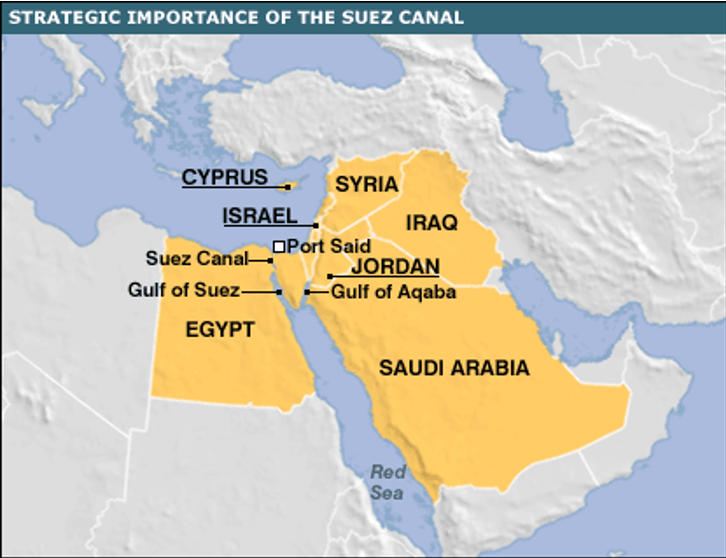 STRATEGIC IMPORTANCE OF THE SUEZ CANAL
CYPRUS
SYRIA
ISRAEL
IRAQ
Port Said
Suez Canal
JORDAN
Gulf of Suez
Gulf of Aqaba
EGYPT
SAUDI ARABIA
Red
Sea